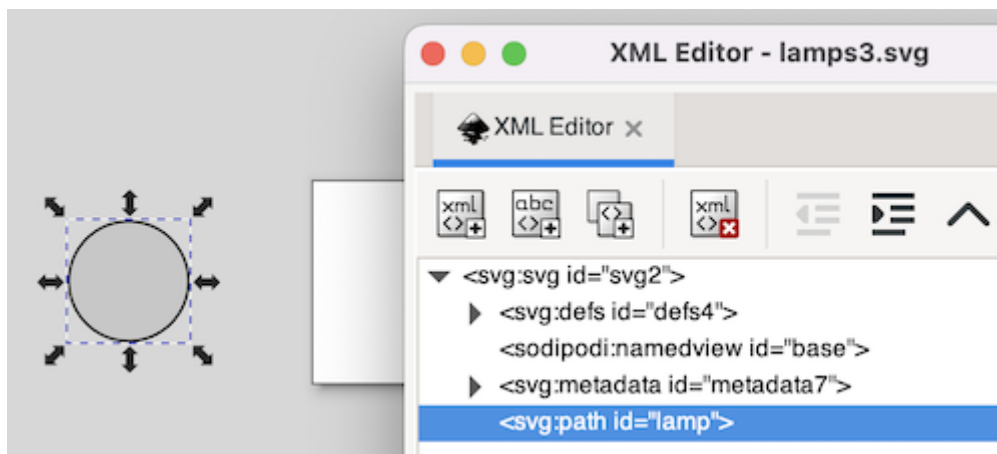 XML Editor - lamps3.svg
XML Editor ×
xml abc xml
<svg:svg id="svg2">
<svg:defs id="defs4">
<sodipodi:namedview id="base">
<svg:metadata id="metadata7">
<svg:path id="lamp">